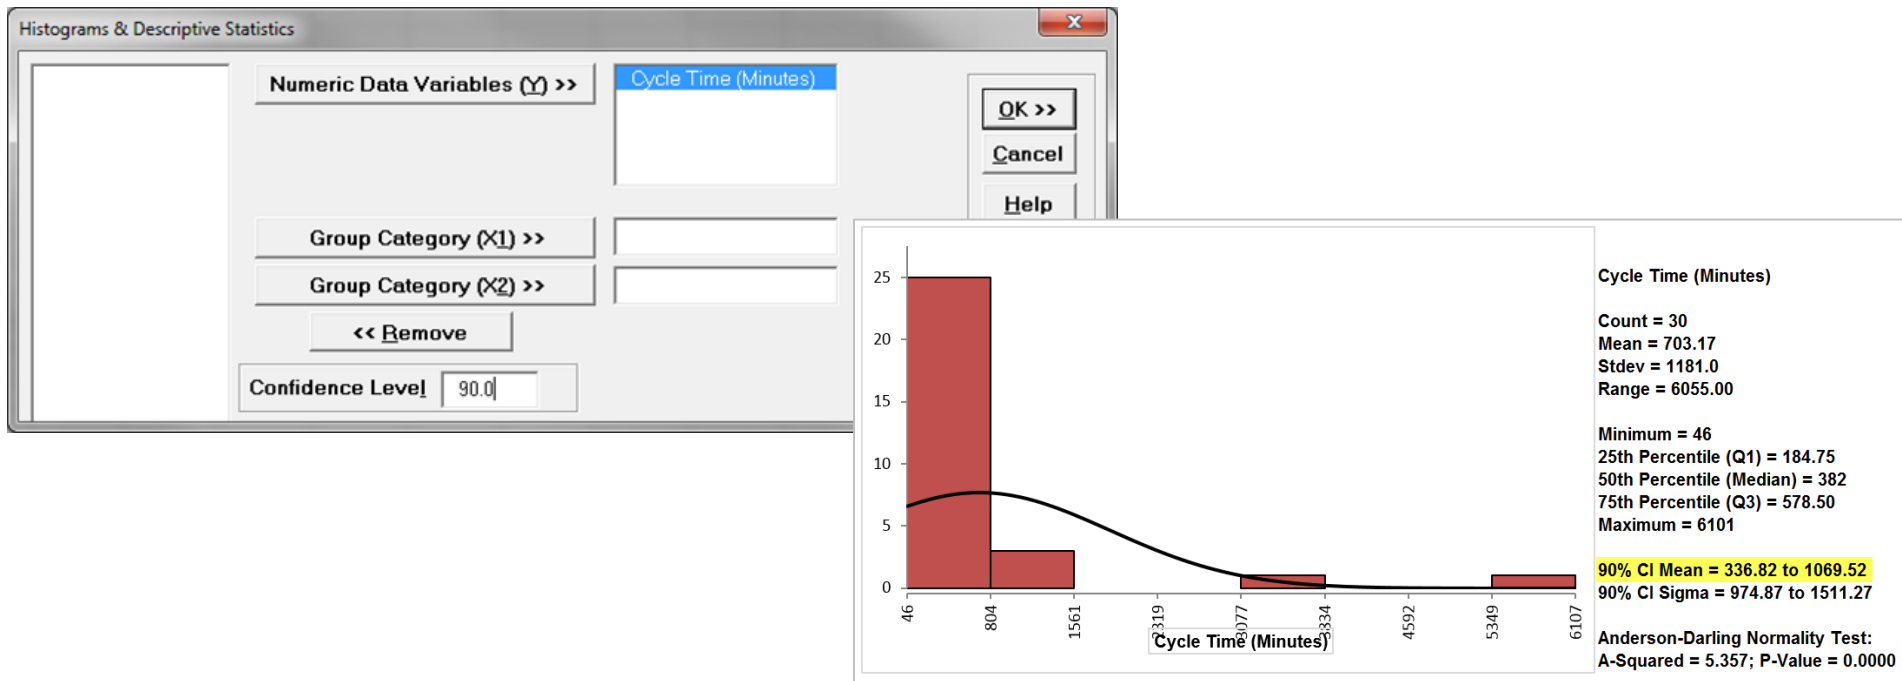 Histograms & Descriptive Statistics
Numeric Data Variables (Y) >>
Cycle Time (Minutes)
OK >>
Cancel
Help
Group Category (X1) >>
Group Category (X2) >>
<< Remove
Confidence Level
90.0
25
20
15
10
5
0
46
804
1561
2319
3077
3834
4592
5349
6107
Cycle Time (Minutes)
Cycle Time (Minutes)
Count = 30
Mean = 703.17
Stdev = 1181.0
Range = 6055.00
Minimum = 46
25th Percentile (Q1) = 184.75
50th Percentile (Median) = 382
75th Percentile (Q3) = 578.50
Maximum = 6101
90% CI Mean = 336.82 to 1069.52
90% CI Sigma = 974.87 to 1511.27
Anderson-Darling Normality Test:
A-Squared = 5.357; P-Value = 0.0000